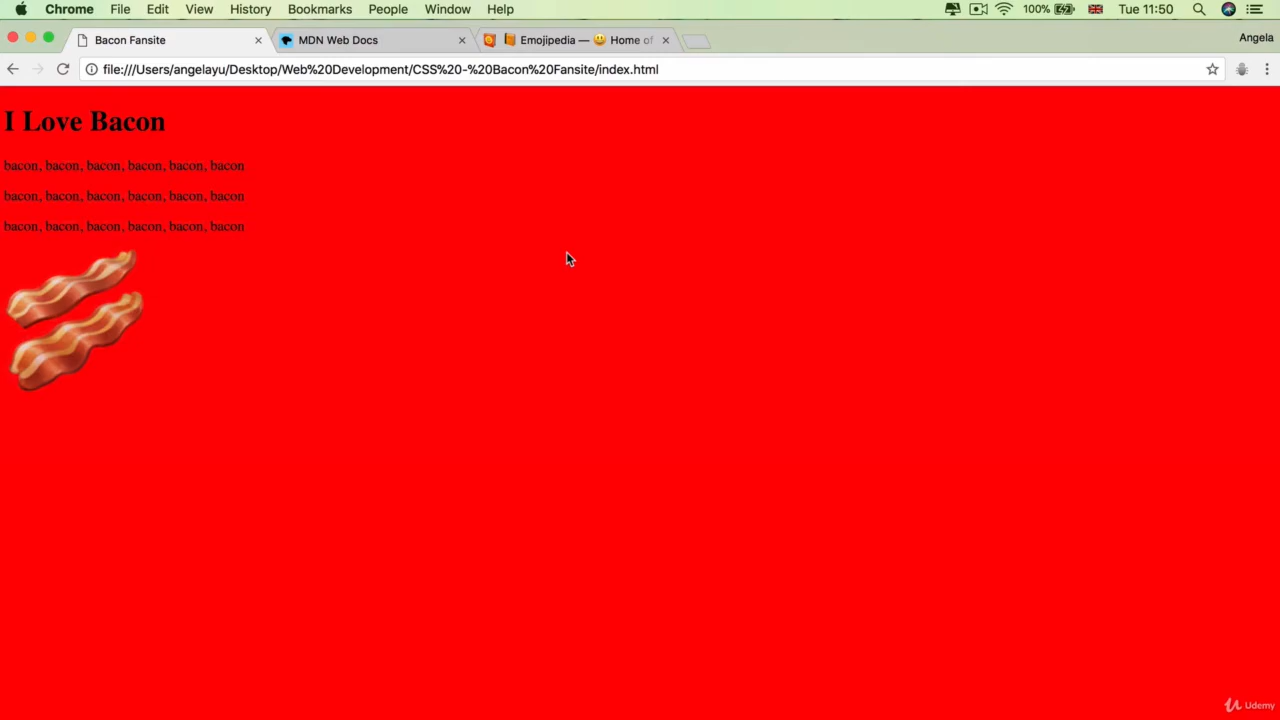 Chrome File Edit View History Bookmarks People Window Help 100% Tue 11:50
Bacon Fansite MDN Web Docs Emojipedia — 😃 Home of Angela
file:///Users/angelayu/Desktop/Web%20Development/CSS%20-%20Bacon%20Fansite/index.html
I Love Bacon
bacon, bacon, bacon, bacon, bacon, bacon
bacon, bacon, bacon, bacon, bacon, bacon
bacon, bacon, bacon, bacon, bacon, bacon
Udemy